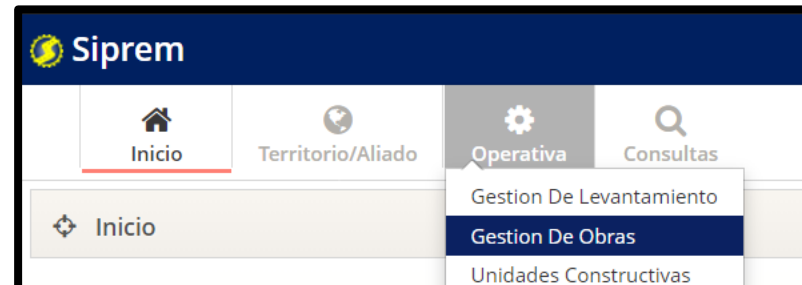 Siprem
Inicio Territorio/Aliado Operativa Consultas
Gestion De Levantamiento
Inicio
Gestion De Obras
Unidades Constructivas